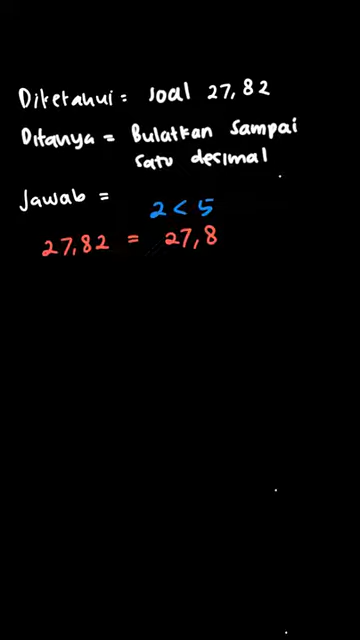 Diketahui = Soal 27,82
Ditanya = Bulatkan Sampai
satu desimal
Jawab =
2 < 5
27,82 = 27,8